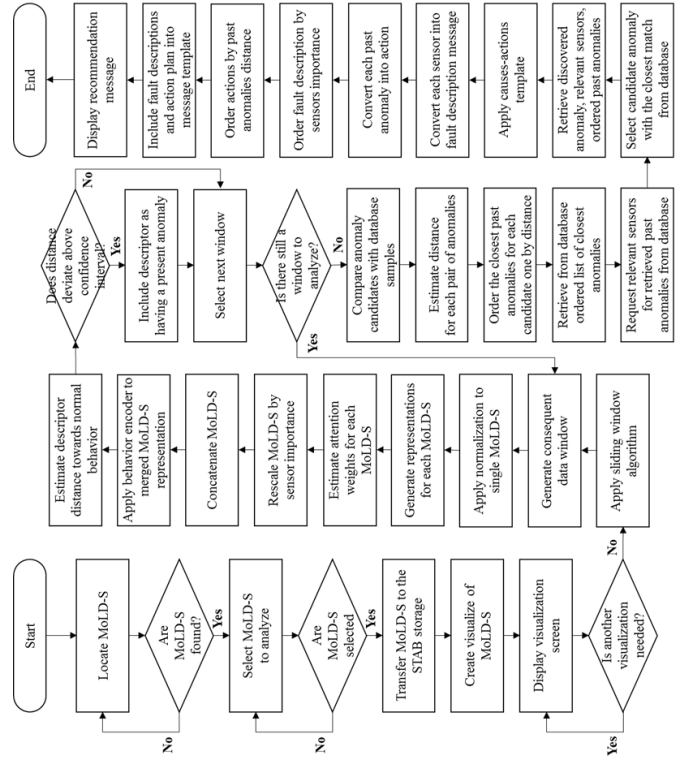 Start
Locate MoLD-S
Are
MoLD-S
found?
No
Yes
Select MoLD-S
to analyze
Are
MoLD-S
selected
No
Yes
Transfer MoLD-S to the
STAB storage
Create visualize of
MoLD-S
Display visualization
screen
Is another
visualization
needed?
Yes
No
Apply sliding window
algorithm
Generate consequent
data window
Apply normalization to
single MoLD-S
Generate representations
for each MoLD-S
Estimate attention
weights for each
MoLD-S
Rescale MoLD-S by
sensor importance
Concatenate MoLD-S
Apply behavior encoder to
merged MoLD-S
representation
Estimate descriptor
distance towards normal
behavior
Does distance
deviate above
confidence
interval?
No
Yes
Include descriptor as
having a present anomaly
Select next window
Is there still a
window to
analyze?
Yes
No
Compare anomaly
candidates with database
samples
Estimate distance
for each pair of anomalies
Order the closest past
anomalies for each
candidate one by distance
Retrieve from database
ordered list of closest
anomalies
Request relevant sensors
for retrieved past
anomalies from database
Select candidate anomaly
with the closest match
from database
Retrieve discovered
anomaly, relevant sensors,
ordered past anomalies
Apply causes-actions
template
Convert each sensor into
fault description message
Convert each past
anomaly into action
Order fault description by
sensors importance
Order actions by past
anomalies distance
Include fault descriptions
and action plan into
message template
Display recommendation
message
End